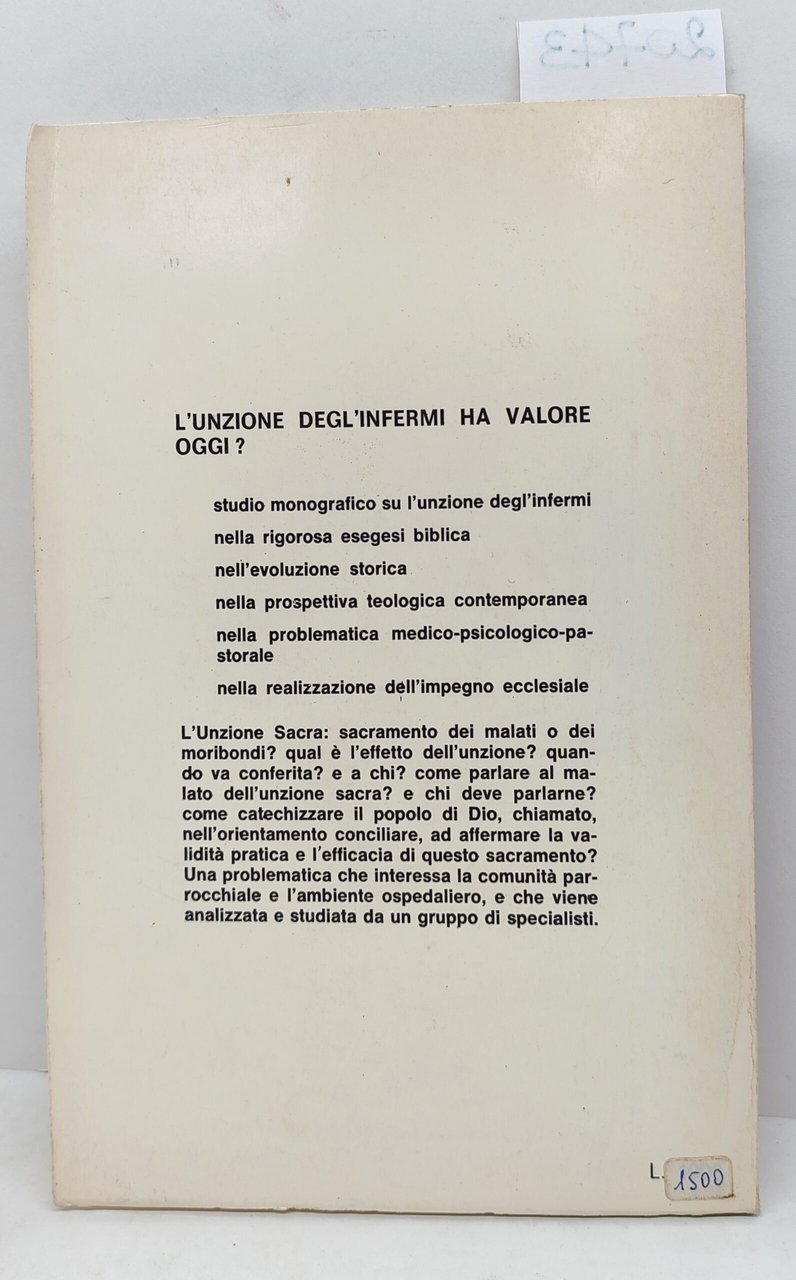 20743
L'UNZIONE DEGL'INFERMI HA VALORE
OGGI ?
studio monografico su l'unzione degl'infermi
nella rigorosa esegesi biblica
nell'evoluzione storica
nella prospettiva teologica contemporanea
nella problematica medico-psicologico-pa-
storale
nella realizzazione dell'impegno ecclesiale
L'Unzione Sacra: sacramento dei malati o dei
moribondi? qual è l'effetto dell'unzione? quan-
do va conferita? e a chi? come parlare al ma-
lato dell'unzione sacra? e chi deve parlarne?
come catechizzare il popolo di Dio, chiamato,
nell'orientamento conciliare, ad affermare la va-
lidità pratica e l'efficacia di questo sacramento?
Una problematica che interessa la comunità par-
rocchiale e l'ambiente ospedaliero, e che viene
analizzata e studiata da un gruppo di specialisti.
L. 1500